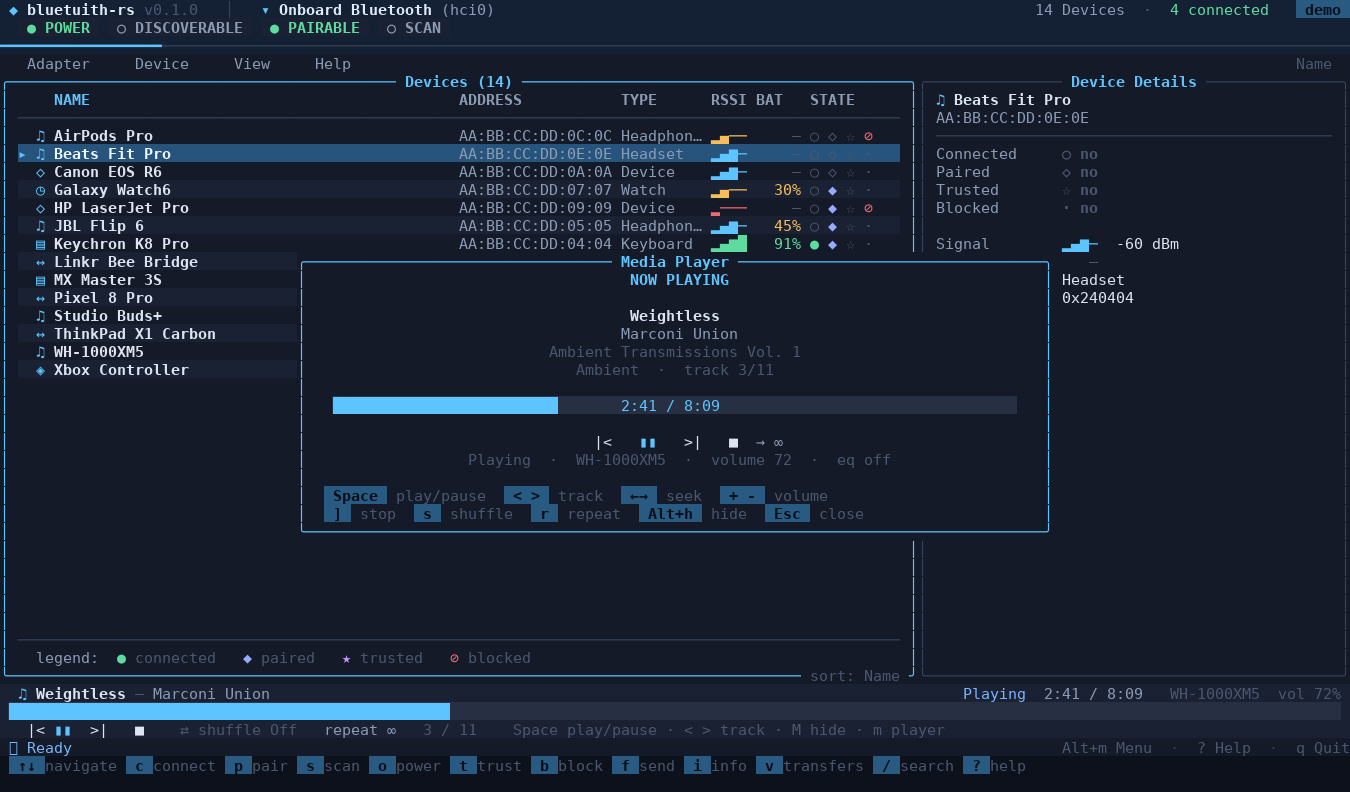 ◆ bluetuith-rs v0.1.0 │ ▾ Onboard Bluetooth (hci0) 14 Devices · 4 connected demo
● POWER ○ DISCOVERABLE ● PAIRABLE ○ SCAN
Adapter Device View Help Name
Devices (14) Device Details
NAME ADDRESS TYPE RSSI BAT STATE ♫ Beats Fit Pro
AA:BB:CC:DD:0E:0E
♫ AirPods Pro AA:BB:CC:DD:0C:0C Headphon… — ○ ◇ ☆ ⊘
▸ ♫ Beats Fit Pro AA:BB:CC:DD:0E:0E Headset — ○ ◇ ☆ · Connected ○ no
◇ Canon EOS R6 AA:BB:CC:DD:0A:0A Device — ○ ◇ ☆ · Paired ◇ no
◷ Galaxy Watch6 AA:BB:CC:DD:07:07 Watch 30% ○ ◆ ☆ · Trusted ☆ no
◇ HP LaserJet Pro AA:BB:CC:DD:09:09 Device — ○ ◆ ☆ ⊘ Blocked · no
♫ JBL Flip 6 AA:BB:CC:DD:05:05 Headphon… 45% ○ ◆ ☆ ·
▤ Keychron K8 Pro AA:BB:CC:DD:04:04 Keyboard 91% ● ◆ ☆ · Signal -60 dBm
↔ Linkr Bee Bridge Media Player —
▤ MX Master 3S NOW PLAYING Headset
↔ Pixel 8 Pro 0x240404
♫ Studio Buds+ Weightless
↔ ThinkPad X1 Carbon Marconi Union
♫ WH-1000XM5 Ambient Transmissions Vol. 1
◈ Xbox Controller Ambient · track 3/11
2:41 / 8:09
|< ▮▮ >| ■ → ∞
Playing · WH-1000XM5 · volume 72 · eq off
Space play/pause < > track ←→ seek + - volume
] stop s shuffle r repeat Alt+h hide Esc close
legend: ● connected ◆ paired ★ trusted ⊘ blocked
sort: Name
♫ Weightless — Marconi Union Playing 2:41 / 8:09 WH-1000XM5 vol 72%
|< ▮▮ >| ■ ⇄ shuffle Off repeat ∞ 3 / 11 Space play/pause · < > track · M hide · m player
Ready Alt+m Menu · ? Help · q Quit
↑↓ navigate c connect p pair s scan o power t trust b block f send i info v transfers / search ? help